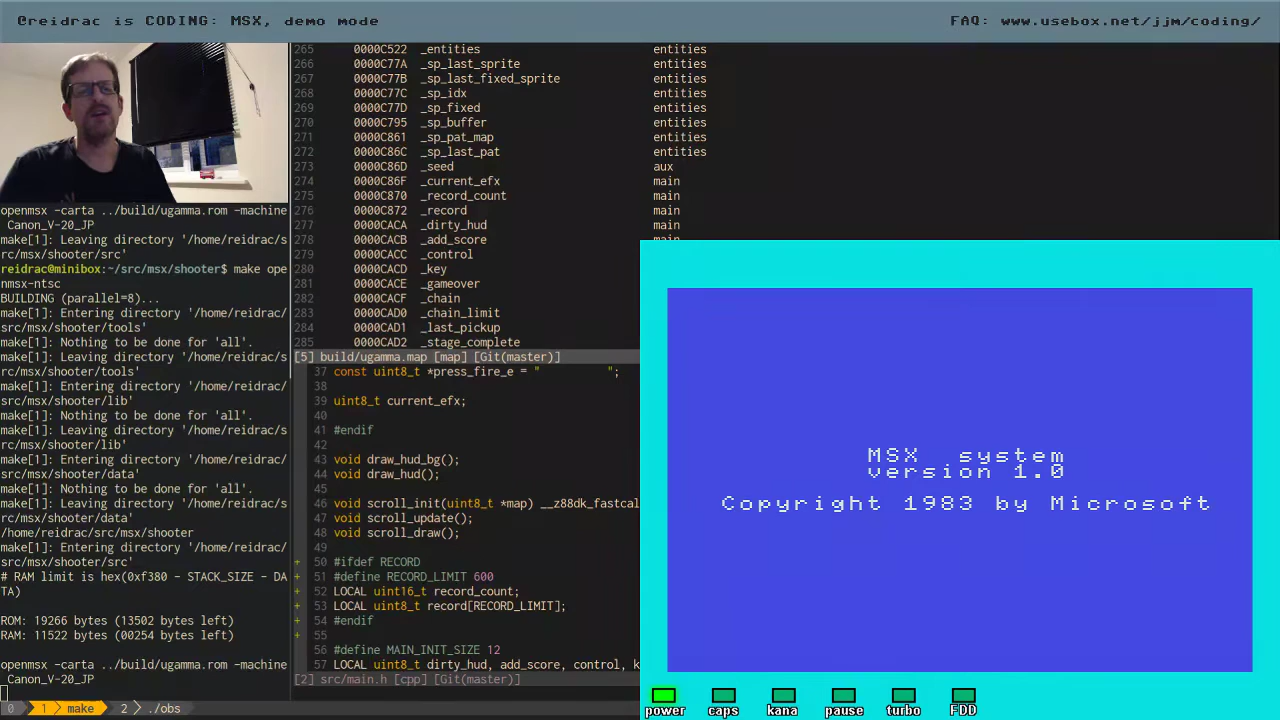 @reidrac is CODING: MSX, demo mode
FAQ: www.usebox.net/jjm/coding/
openmsx -carta ../build/ugamma.rom -machine
 Canon_V-20_JP
make[1]: Leaving directory '/home/reidrac/s
rc/msx/shooter/src'
reidrac@minibox:~/src/msx/shooter$ make ope
nmsx-ntsc
BUILDING (parallel=8)...
make[1]: Entering directory '/home/reidrac/
src/msx/shooter/tools'
make[1]: Nothing to be done for 'all'.
make[1]: Leaving directory '/home/reidrac/s
rc/msx/shooter/tools'
make[1]: Entering directory '/home/reidrac/
src/msx/shooter/lib'
make[1]: Nothing to be done for 'all'.
make[1]: Leaving directory '/home/reidrac/s
rc/msx/shooter/lib'
make[1]: Entering directory '/home/reidrac/
src/msx/shooter/data'
make[1]: Nothing to be done for 'all'.
make[1]: Leaving directory '/home/reidrac/s
rc/msx/shooter/data'
/home/reidrac/src/msx/shooter
make[1]: Entering directory '/home/reidrac/
src/msx/shooter/src'
# RAM limit is hex(0xf380 - STACK_SIZE - DA
TA)
ROM: 19266 bytes (13502 bytes left)
RAM: 11522 bytes (00254 bytes left)
openmsx -carta ../build/ugamma.rom -machine
 Canon_V-20_JP
0 1 make 2 ./obs
265 0000C522 _entities entities
266 0000C77A _sp_last_sprite entities
267 0000C77B _sp_last_fixed_sprite entities
268 0000C77C _sp_idx entities
269 0000C77D _sp_fixed entities
270 0000C795 _sp_buffer entities
271 0000C861 _sp_pat_map entities
272 0000C86C _sp_last_pat entities
273 0000C86D _seed aux
274 0000C86F _current_efx main
275 0000C870 _record_count main
276 0000C872 _record main
277 0000CACA _dirty_hud main
278 0000CACB _add_score main
279 0000CACC _control
280 0000CACD _key
281 0000CACE _gameover
282 0000CACF _chain
283 0000CAD0 _chain_limit
284 0000CAD1 _last_pickup
285 0000CAD2 _stage_complete
[5] build/ugamma.map [map] [Git(master)]
37 const uint8_t *press_fire_e = "          ";
38
39 uint8_t current_efx;
40
41 #endif
42
43 void draw_hud_bg();
44 void draw_hud();
45
46 void scroll_init(uint8_t *map) __z88dk_fastcal
47 void scroll_update();
48 void scroll_draw();
49
+ 50 #ifdef RECORD
+ 51 #define RECORD_LIMIT 600
+ 52 LOCAL uint16_t record_count;
+ 53 LOCAL uint8_t record[RECORD_LIMIT];
+ 54 #endif
+ 55
56 #define MAIN_INIT_SIZE 12
57 LOCAL uint8_t dirty_hud, add_score, control, k
[2] src/main.h [cpp] [Git(master)]
MSX system
version 1.0
Copyright 1983 by Microsoft
power caps kana pause turbo FDD